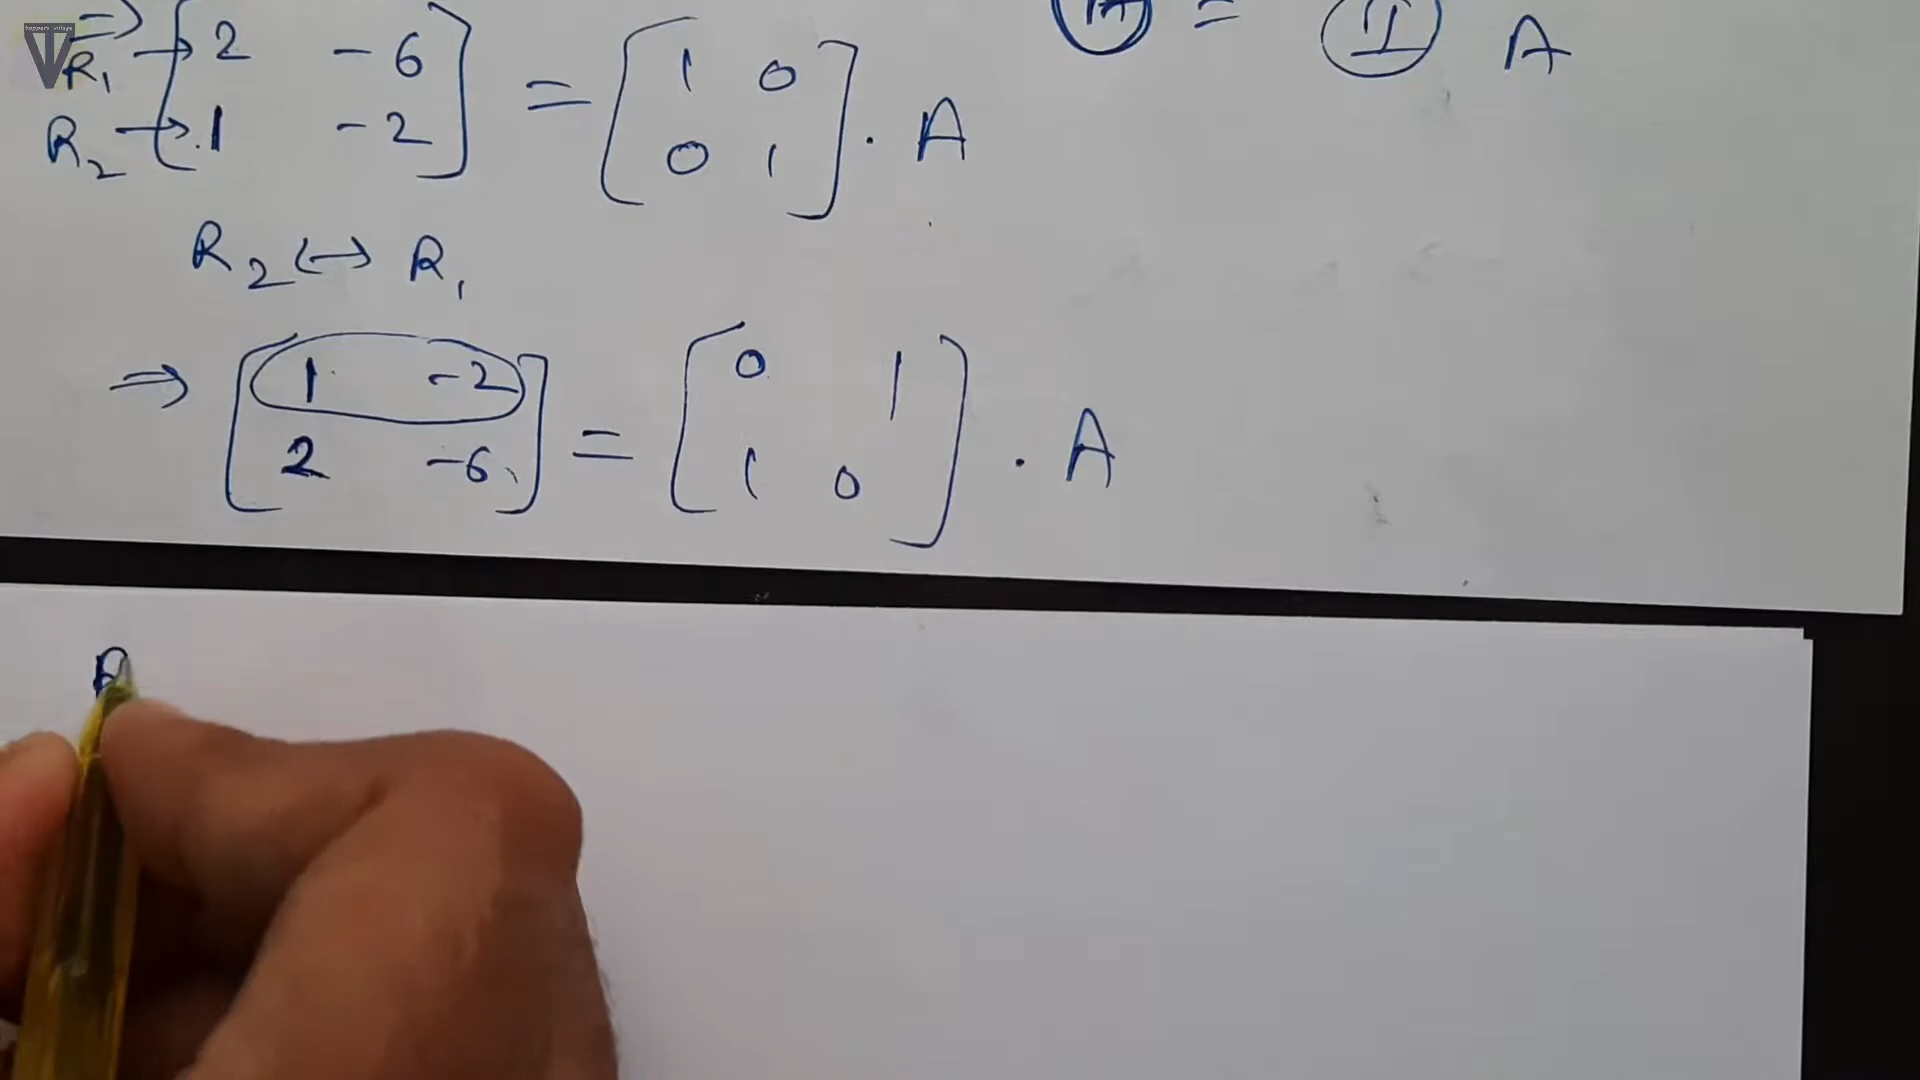 ⇒
R₁ → [ 2 -6 ] = [ 1 0 ] . A
R₂ → [ 1 -2 ] [ 0 1 ]
A = I A
R₂ ↔ R₁
⇒ [ 1 -2 ] = [ 0 1 ] . A
[ 2 -6 ] [ 1 0 ]
R